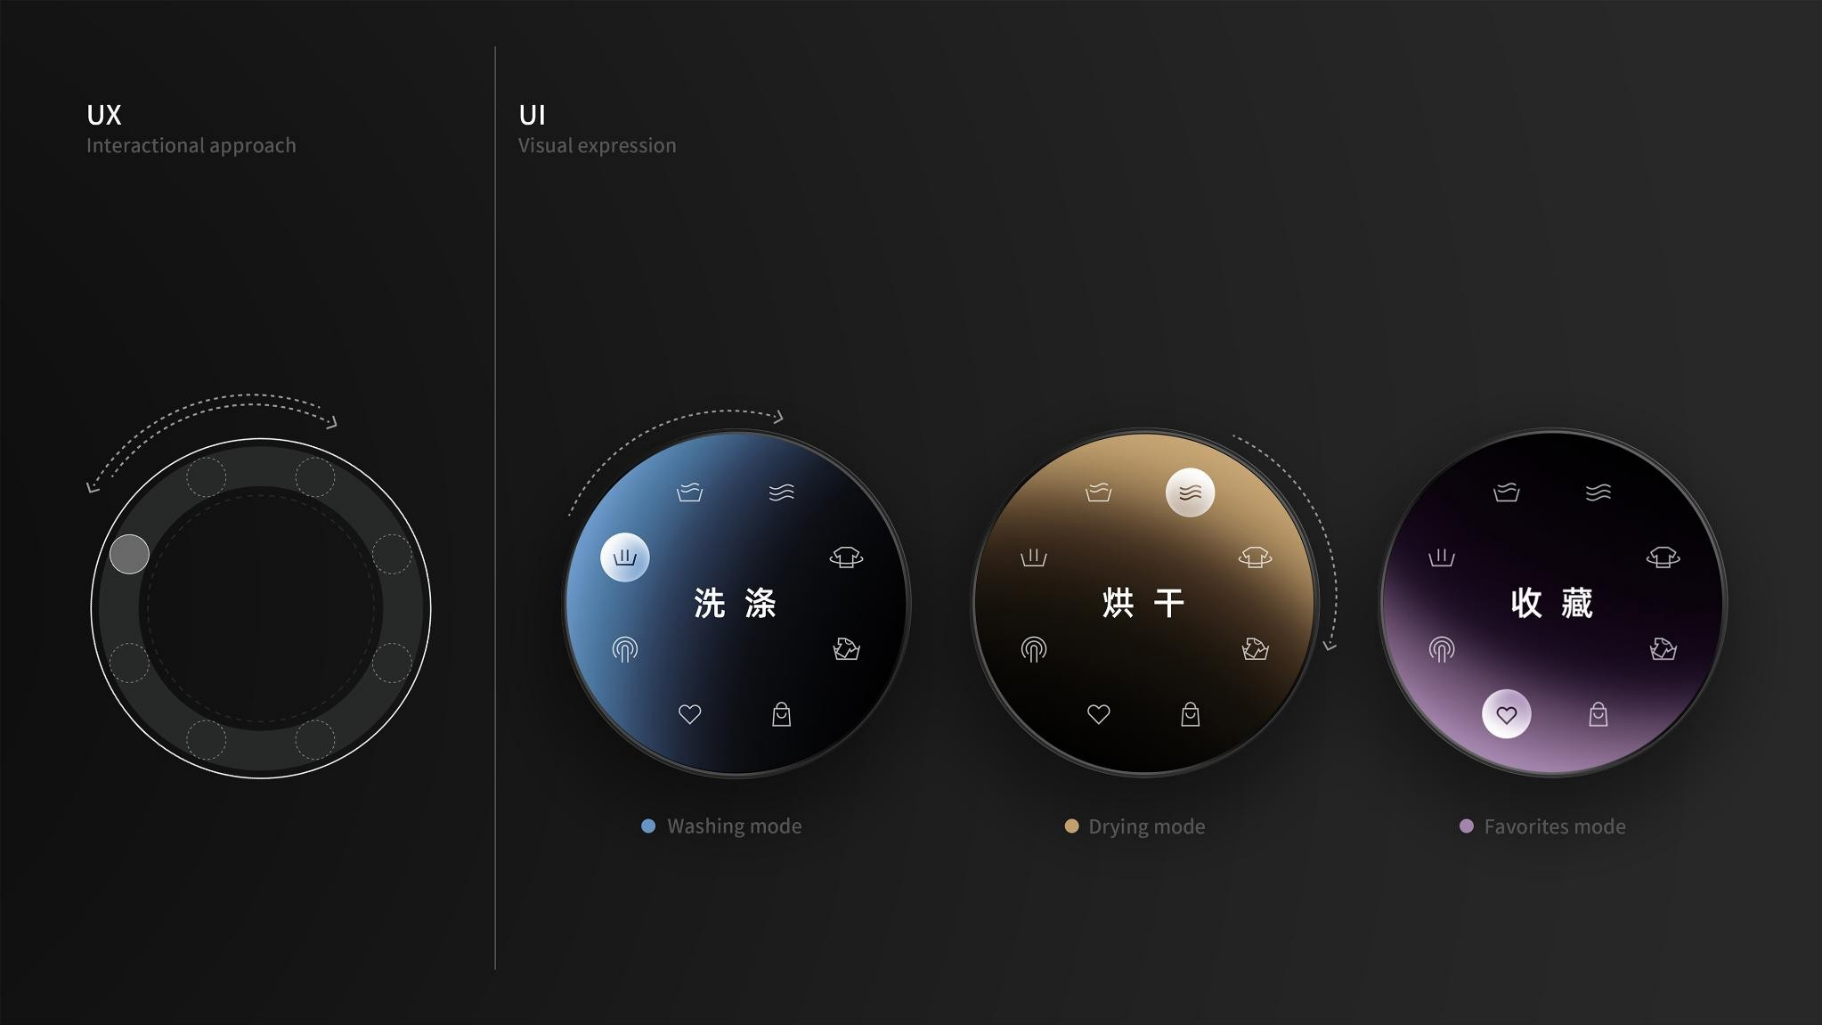 UX
Interactional approach
UI
Visual expression
洗 涤
烘 干
收 藏
Washing mode
Drying mode
Favorites mode